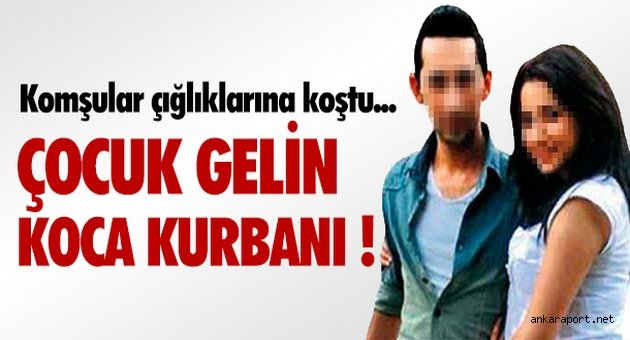 Komşular çığlıklarına koştu...
ÇOCUK GELİN
KOCA KURBANI !
ankaraport.net